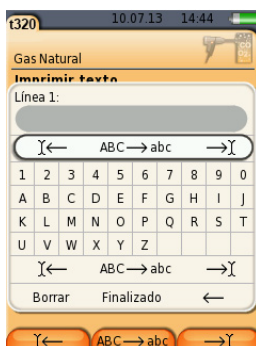 t320 10.07.13 14:44
Gas Natural
Imprimir texto
Línea 1:
ABC→abc
1 2 3 4 5 6 7 8 9 0
A B C D E F G H I J
K L M N O P Q R S T
U V W X Y Z
ABC→abc
Borrar Finalizado ←
ABC→abc